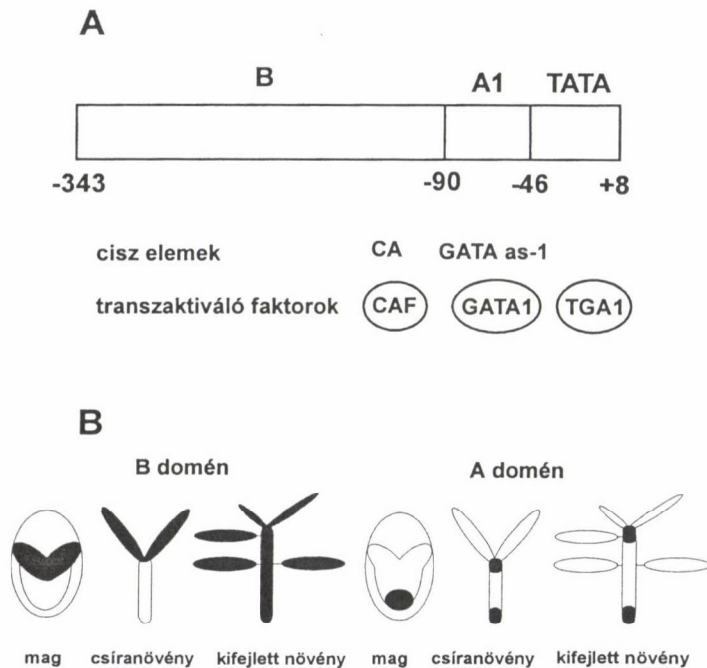 A
B A1 TATA
-343 -90 -46 +8
cisz elemek CA GATA as-1
transzaktiváló faktorok CAF GATA1 TGA1
B
B domén A domén
mag csíranövény kifejlett növény mag csíranövény kifejlett növény